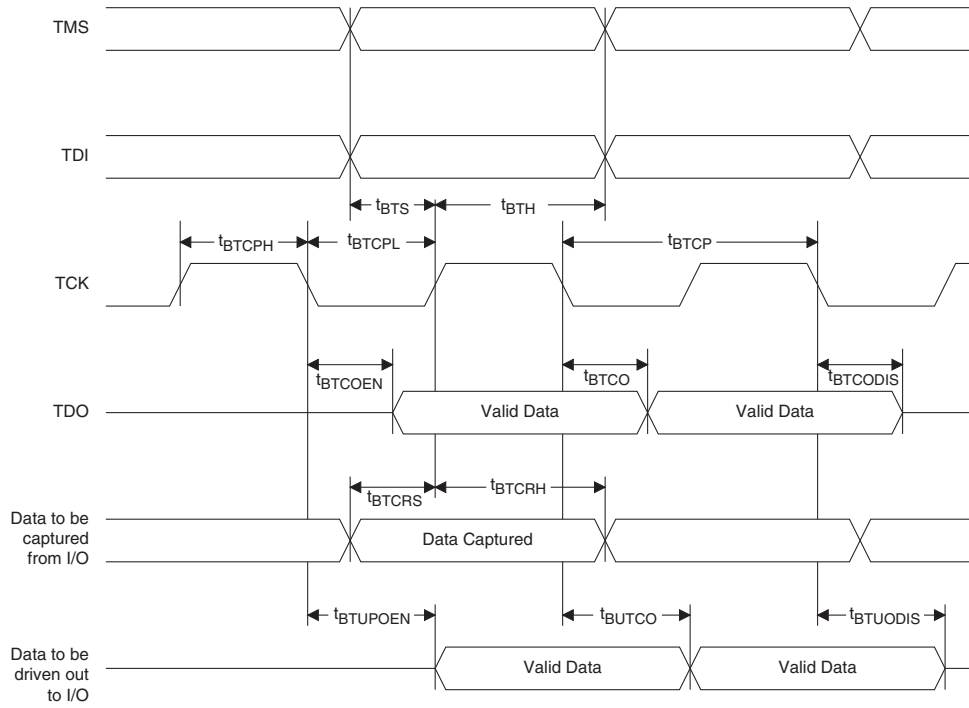 TMS
TDI
tBTS
tBTH
tBTCPH
tBTCPL
tBTCP
TCK
tBTCOEN
tBTCO
tBTCODIS
TDO
Valid Data
Valid Data
tBTCRS
tBTCRH
Data to be
captured
from I/O
Data Captured
tBTUPOEN
tBUTCO
tBTUODIS
Data to be
driven out
to I/O
Valid Data
Valid Data